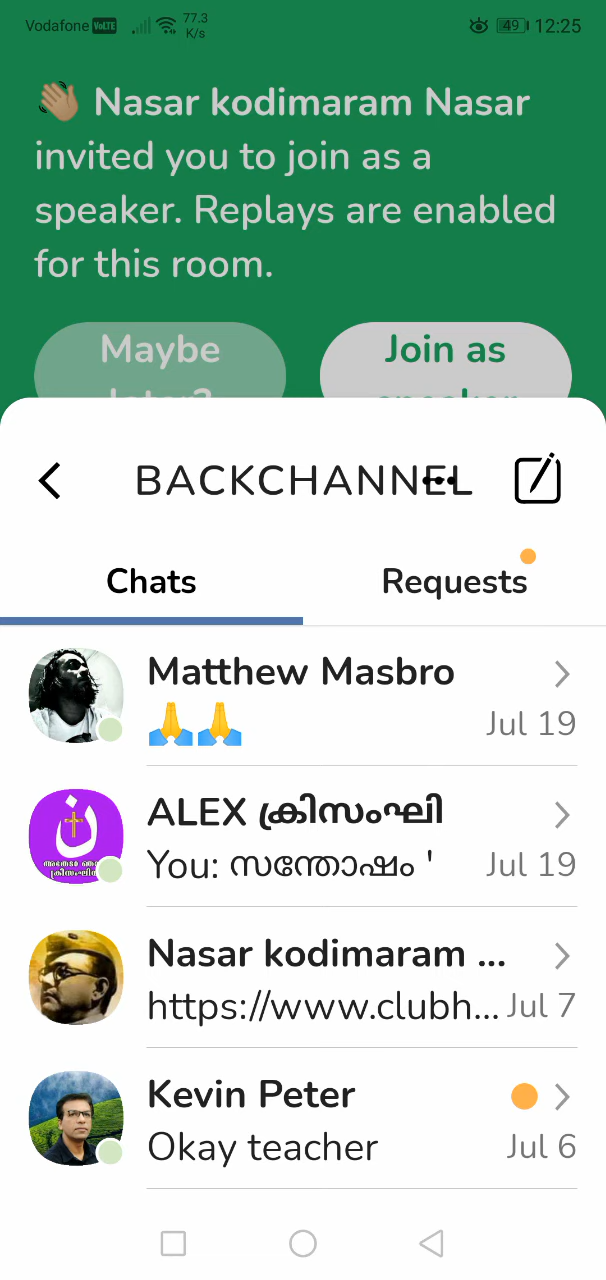 Vodafone VoLTE 77.3 K/s 49 12:25
👋🏽 Nasar kodimaram Nasar
invited you to join as a
speaker. Replays are enabled
for this room.
Maybe Join as
later? speaker
BACKCHANNEL
Chats Requests
Matthew Masbro
🙏🙏 Jul 19
ALEX ക്രിസംഘി
You: സന്തോഷം ' Jul 19
Nasar kodimaram ...
https://www.clubh... Jul 7
Kevin Peter
Okay teacher Jul 6